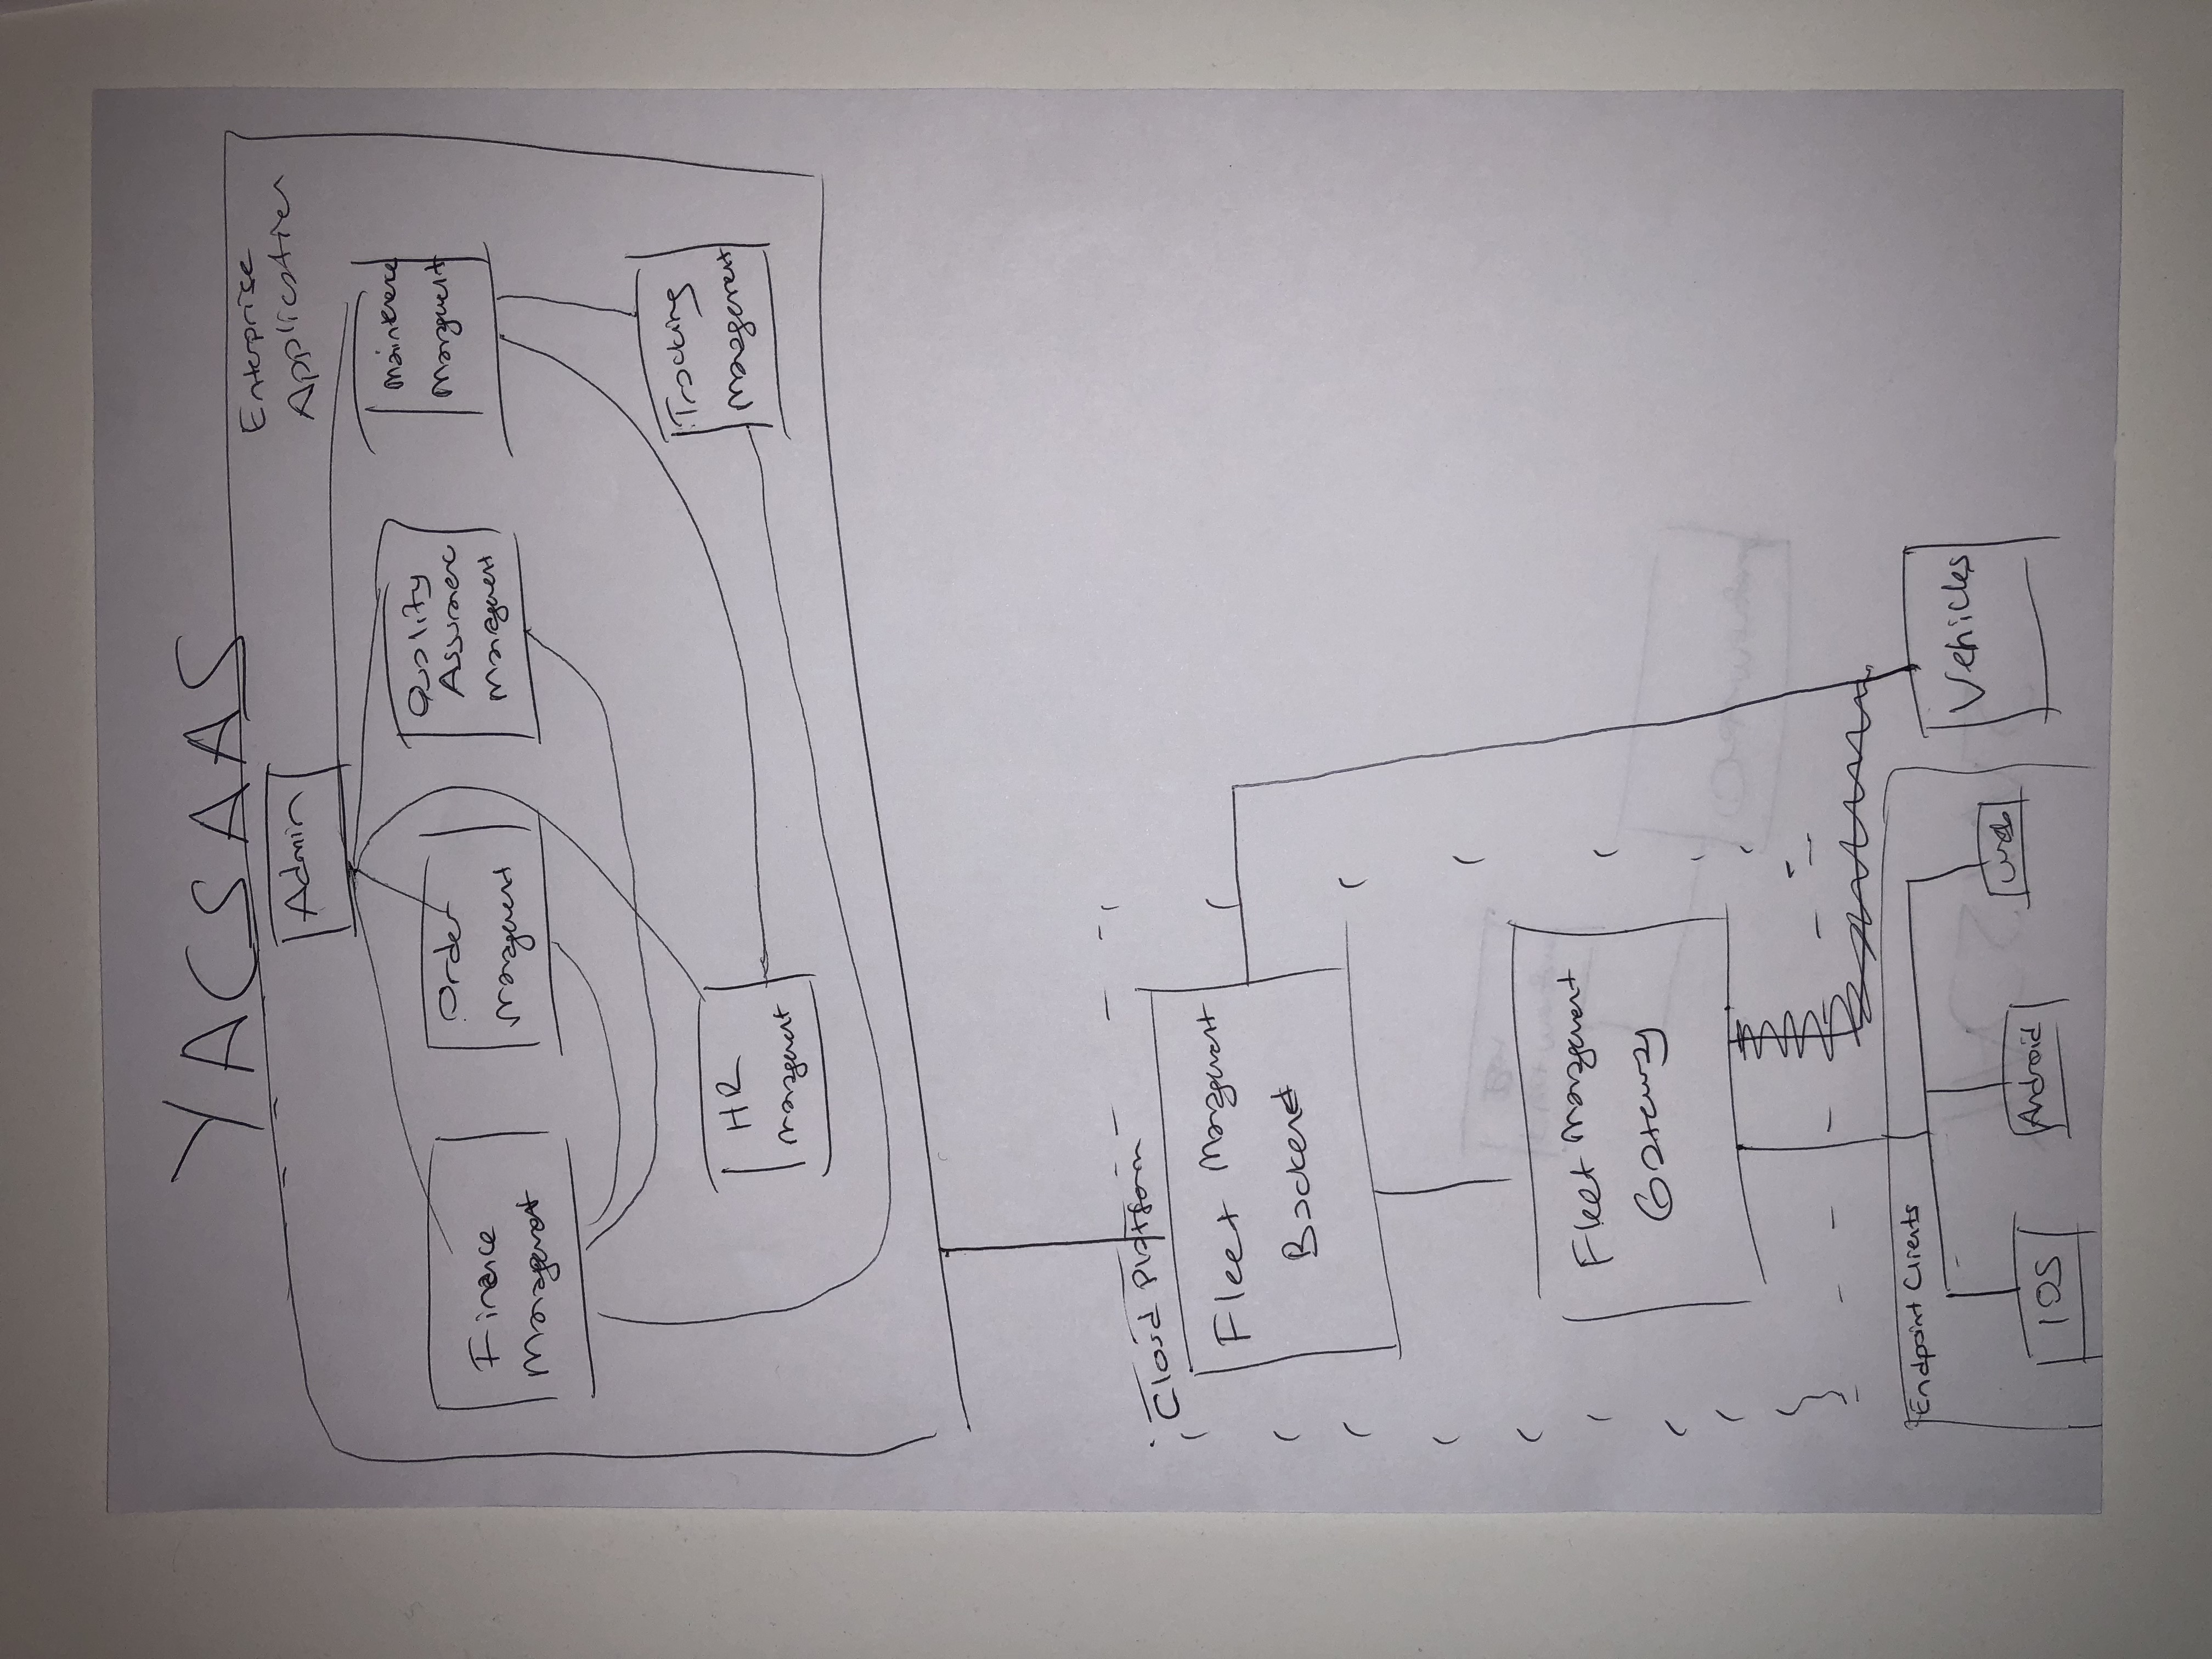 YACSAAS
Enterprise
Application
Admin
Finance
Management
Order
Management
Quality
Assurance
Management
Maintenence
Management
HR
Management
Tracking
Management
Cloud Platform
Fleet Management
Backend
Fleet Management
Gateway
Endpoint Clients
IOS
Android
Web
Vehicles